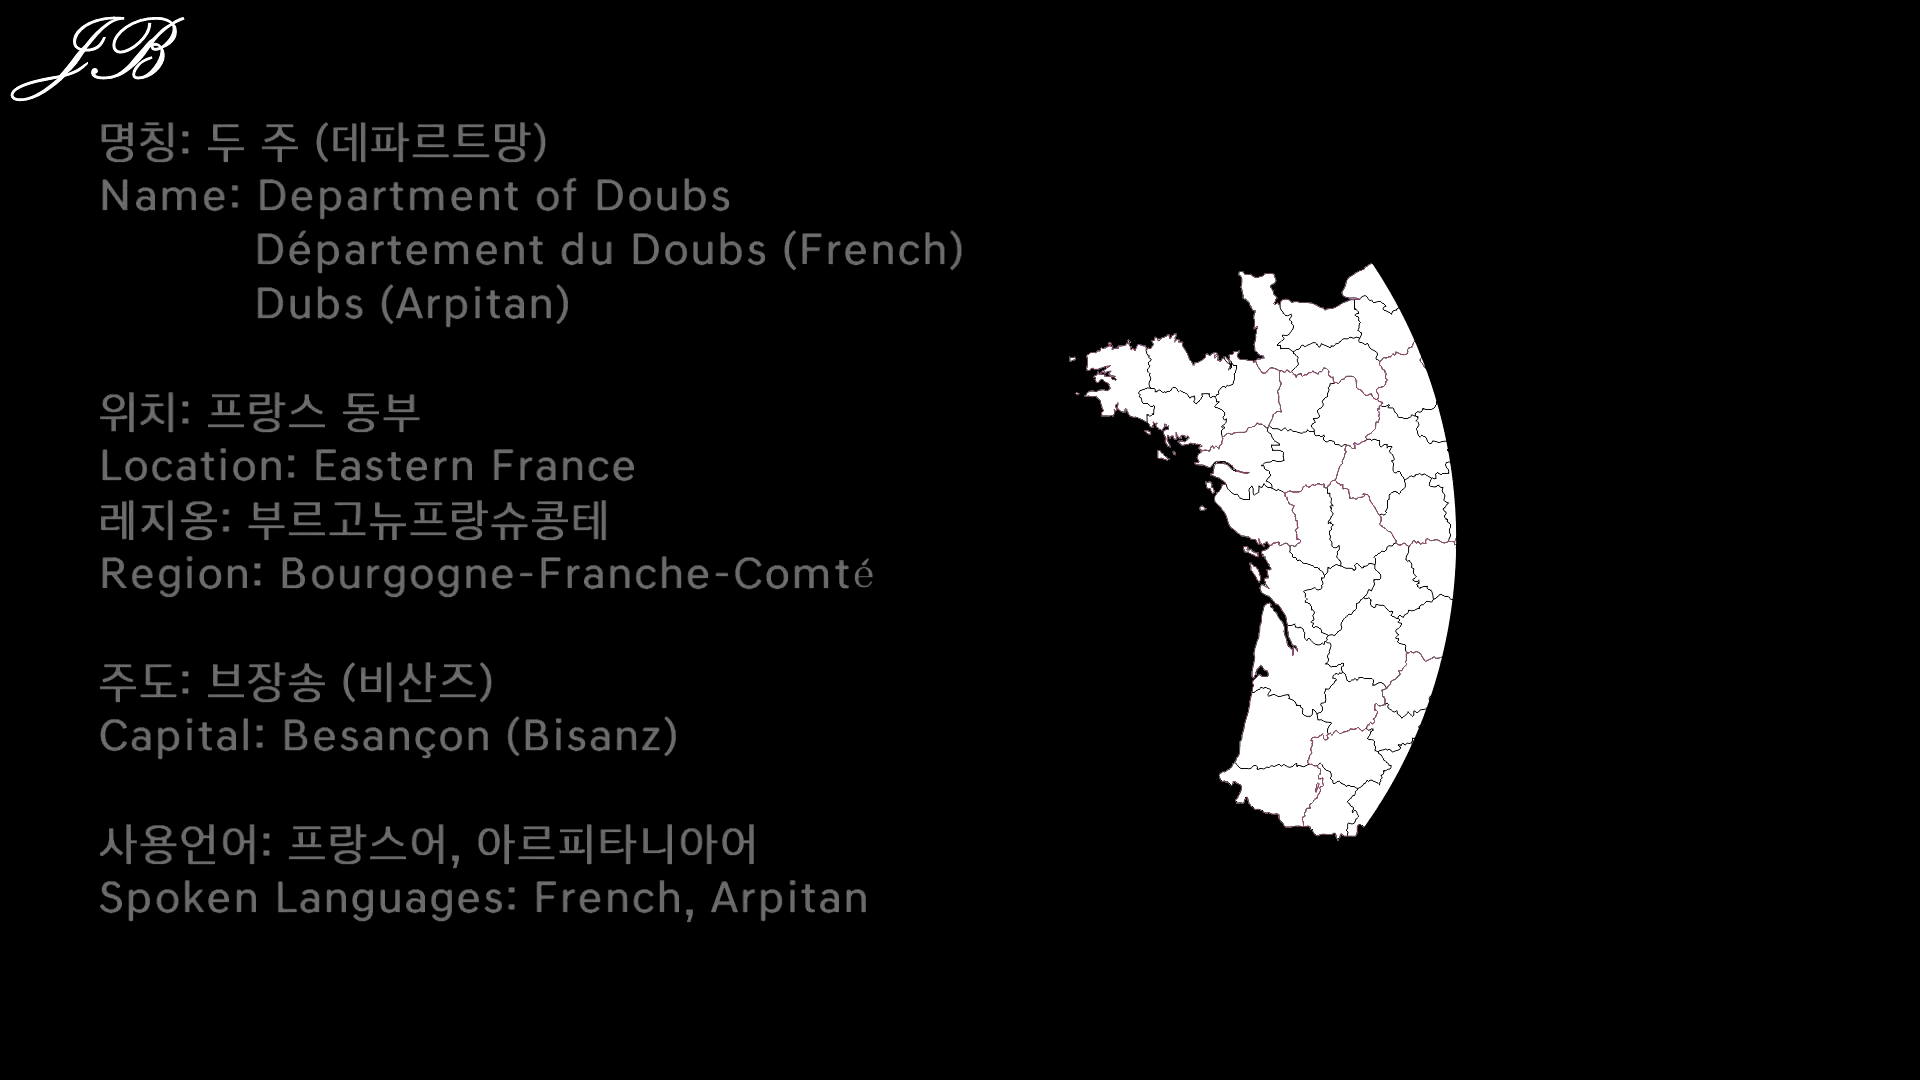 JB
명칭: 두 주 (데파르트망)
Name: Department of Doubs
Département du Doubs (French)
Dubs (Arpitan)
위치: 프랑스 동부
Location: Eastern France
레지옹: 부르고뉴프랑슈콩테
Region: Bourgogne-Franche-Comté
주도: 브장송 (비산즈)
Capital: Besançon (Bisanz)
사용언어: 프랑스어, 아르피타니아어
Spoken Languages: French, Arpitan